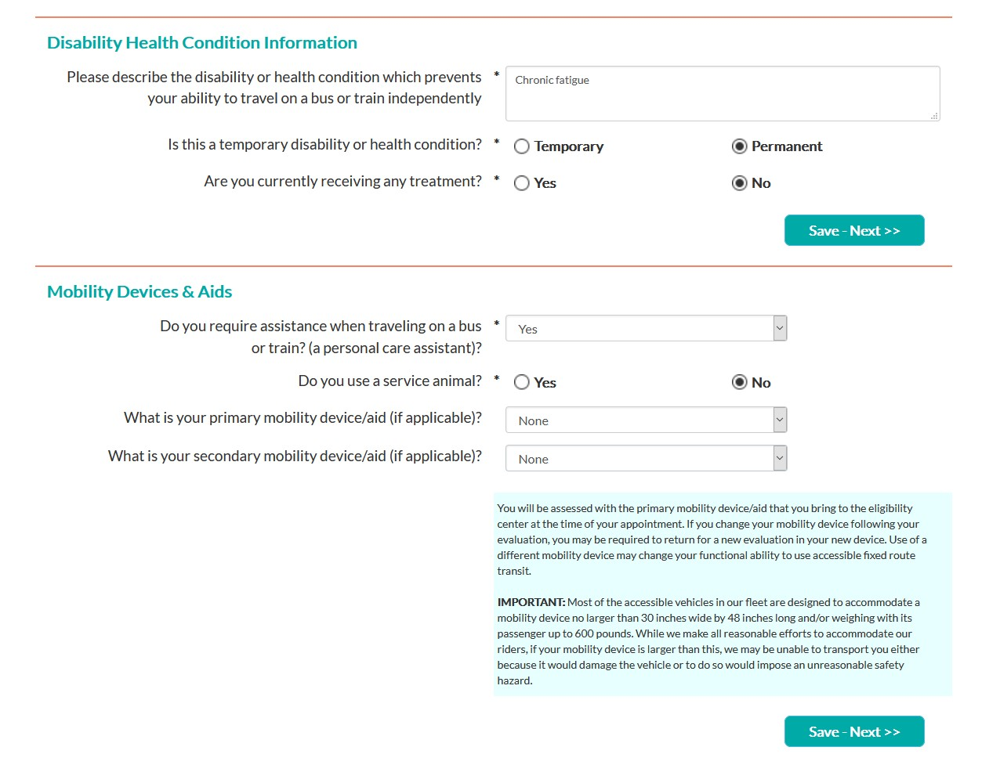 Disability Health Condition Information
Please describe the disability or health condition which prevents * Chronic fatigue
your ability to travel on a bus or train independently
Is this a temporary disability or health condition? * Temporary Permanent
Are you currently receiving any treatment? * Yes No
Save - Next >>
Mobility Devices & Aids
Do you require assistance when traveling on a bus * Yes
or train? (a personal care assistant)?
Do you use a service animal? * Yes No
What is your primary mobility device/aid (if applicable)? None
What is your secondary mobility device/aid (if applicable)? None
You will be assessed with the primary mobility device/aid that you bring to the eligibility
center at the time of your appointment. If you change your mobility device following your
evaluation, you may be required to return for a new evaluation in your new device. Use of a
different mobility device may change your functional ability to use accessible fixed route
transit.
IMPORTANT: Most of the accessible vehicles in our fleet are designed to accommodate a
mobility device no larger than 30 inches wide by 48 inches long and/or weighing with its
passenger up to 600 pounds. While we make all reasonable efforts to accommodate our
riders, if your mobility device is larger than this, we may be unable to transport you either
because it would damage the vehicle or to do so would impose an unreasonable safety
hazard.
Save - Next >>